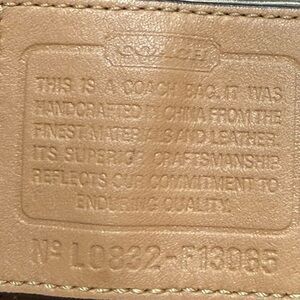 COACH
THIS IS A COACH BAG. IT WAS
HANDCRAFTED IN CHINA FROM THE
FINEST MATERIALS AND LEATHER.
ITS SUPERIOR CRAFTSMANSHIP
REFLECTS OUR COMMITMENT TO
ENDURING QUALITY.
Nº L0832-F13065